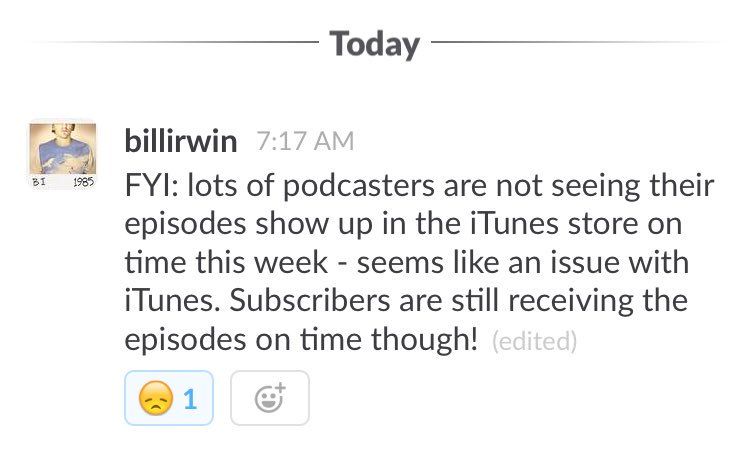 Today
billirwin 7:17 AM
BI 1985
FYI: lots of podcasters are not seeing their
episodes show up in the iTunes store on
time this week - seems like an issue with
iTunes. Subscribers are still receiving the
episodes on time though! (edited)
1